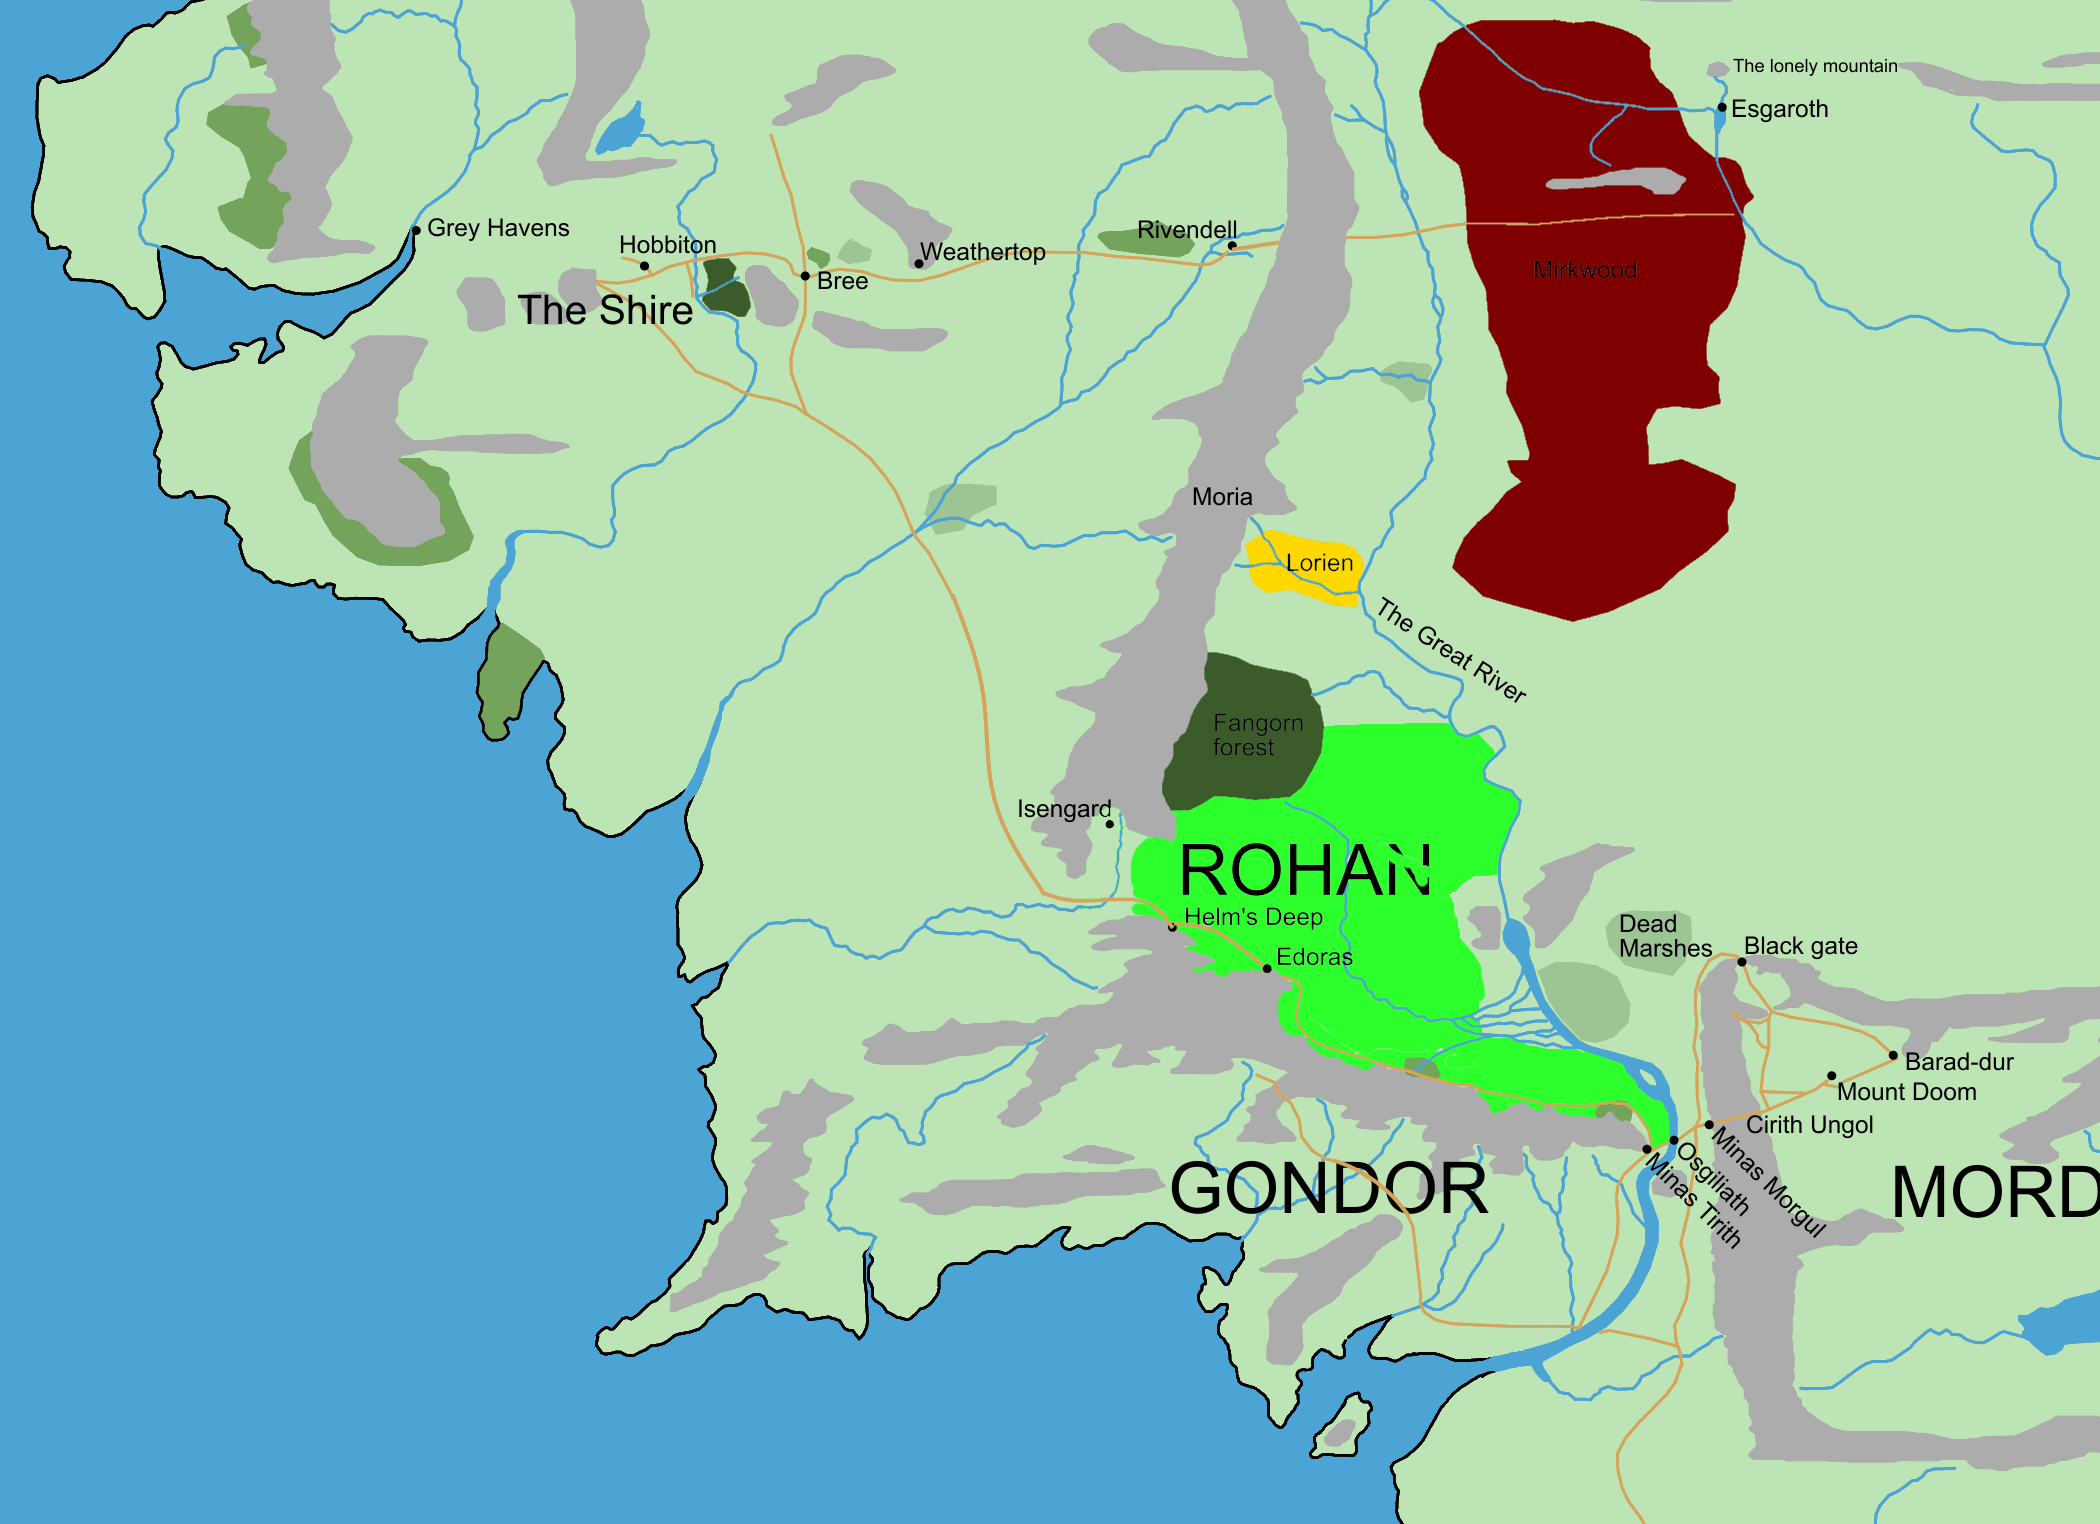 The lonely mountain
Esgaroth
Grey Havens
Hobbiton
Rivendell
Weathertop
Bree
Mirkwood
The Shire
Moria
Lorien
The Great River
Fangorn
forest
Isengard
ROHAN
Helm's Deep
Edoras
Dead
Marshes
Black gate
Barad-dur
Mount Doom
Cirith Ungol
Minas Morgul
Osgiliath
Minas Tirith
GONDOR
MORD